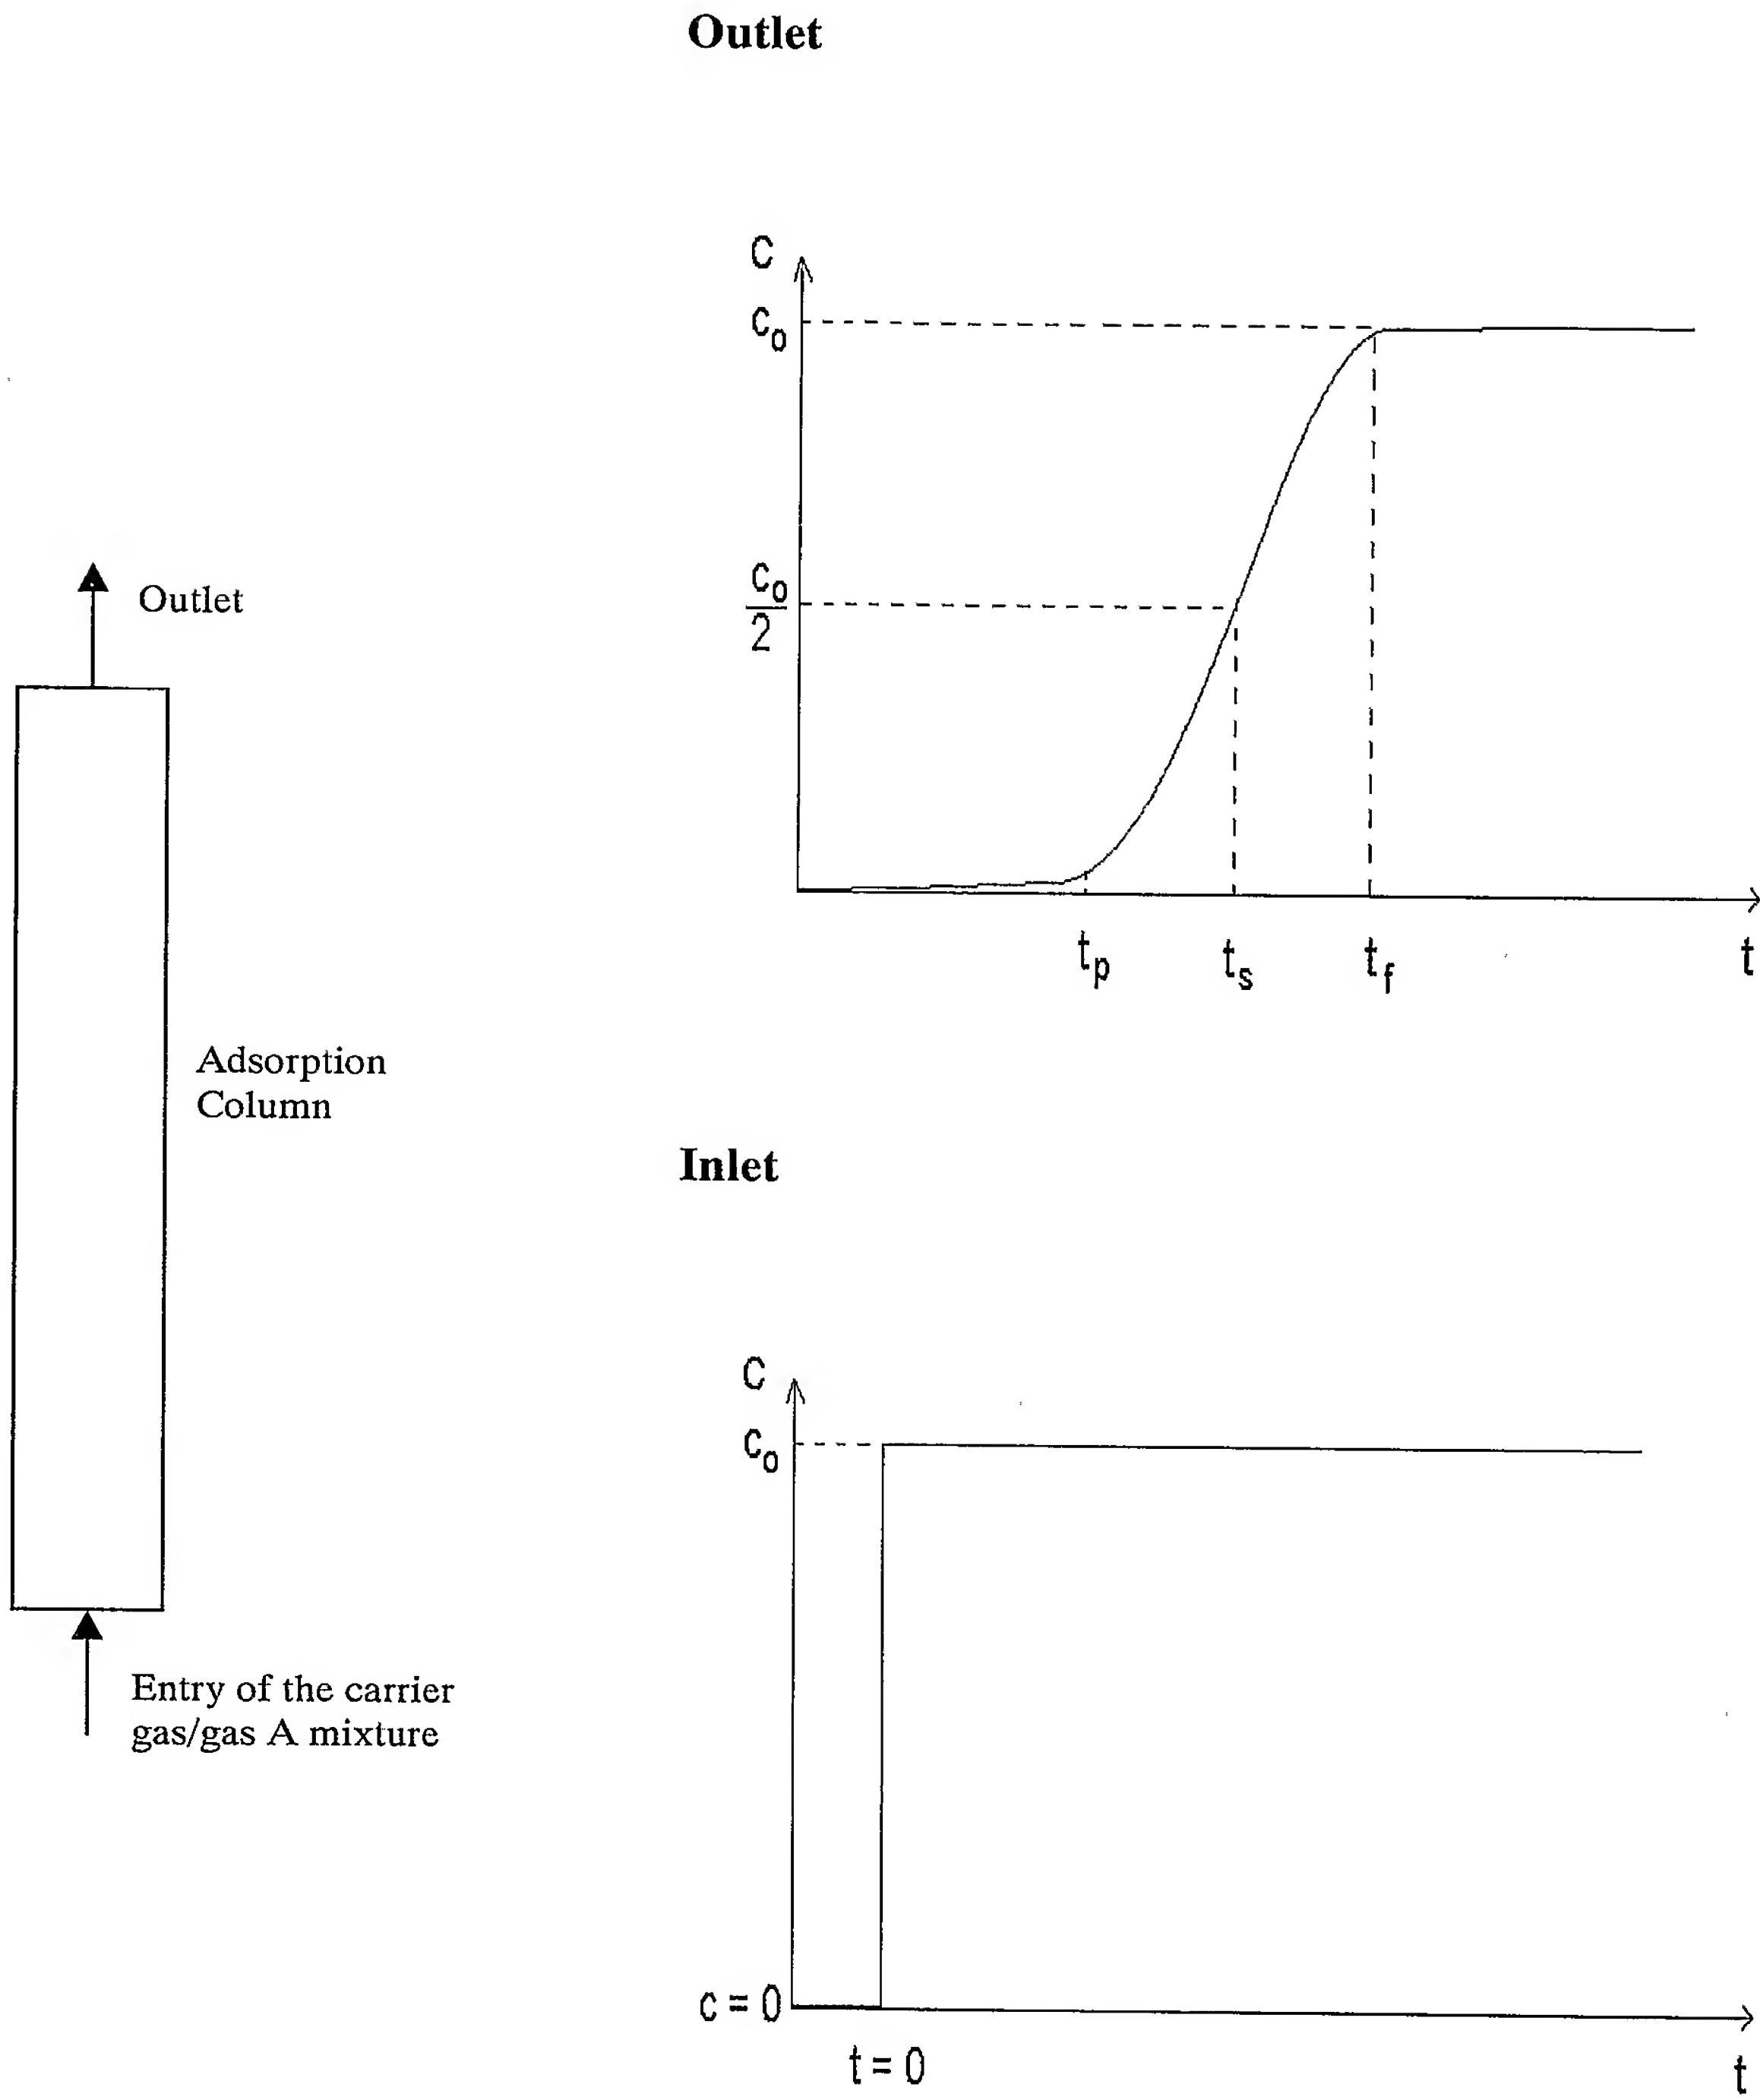 Outlet
C
C₀
C₀
2
tp
ts
tf
t
Outlet
Adsorption
Column
Inlet
C
C₀
c = 0
t = 0
t
Entry of the carrier
gas/gas A mixture